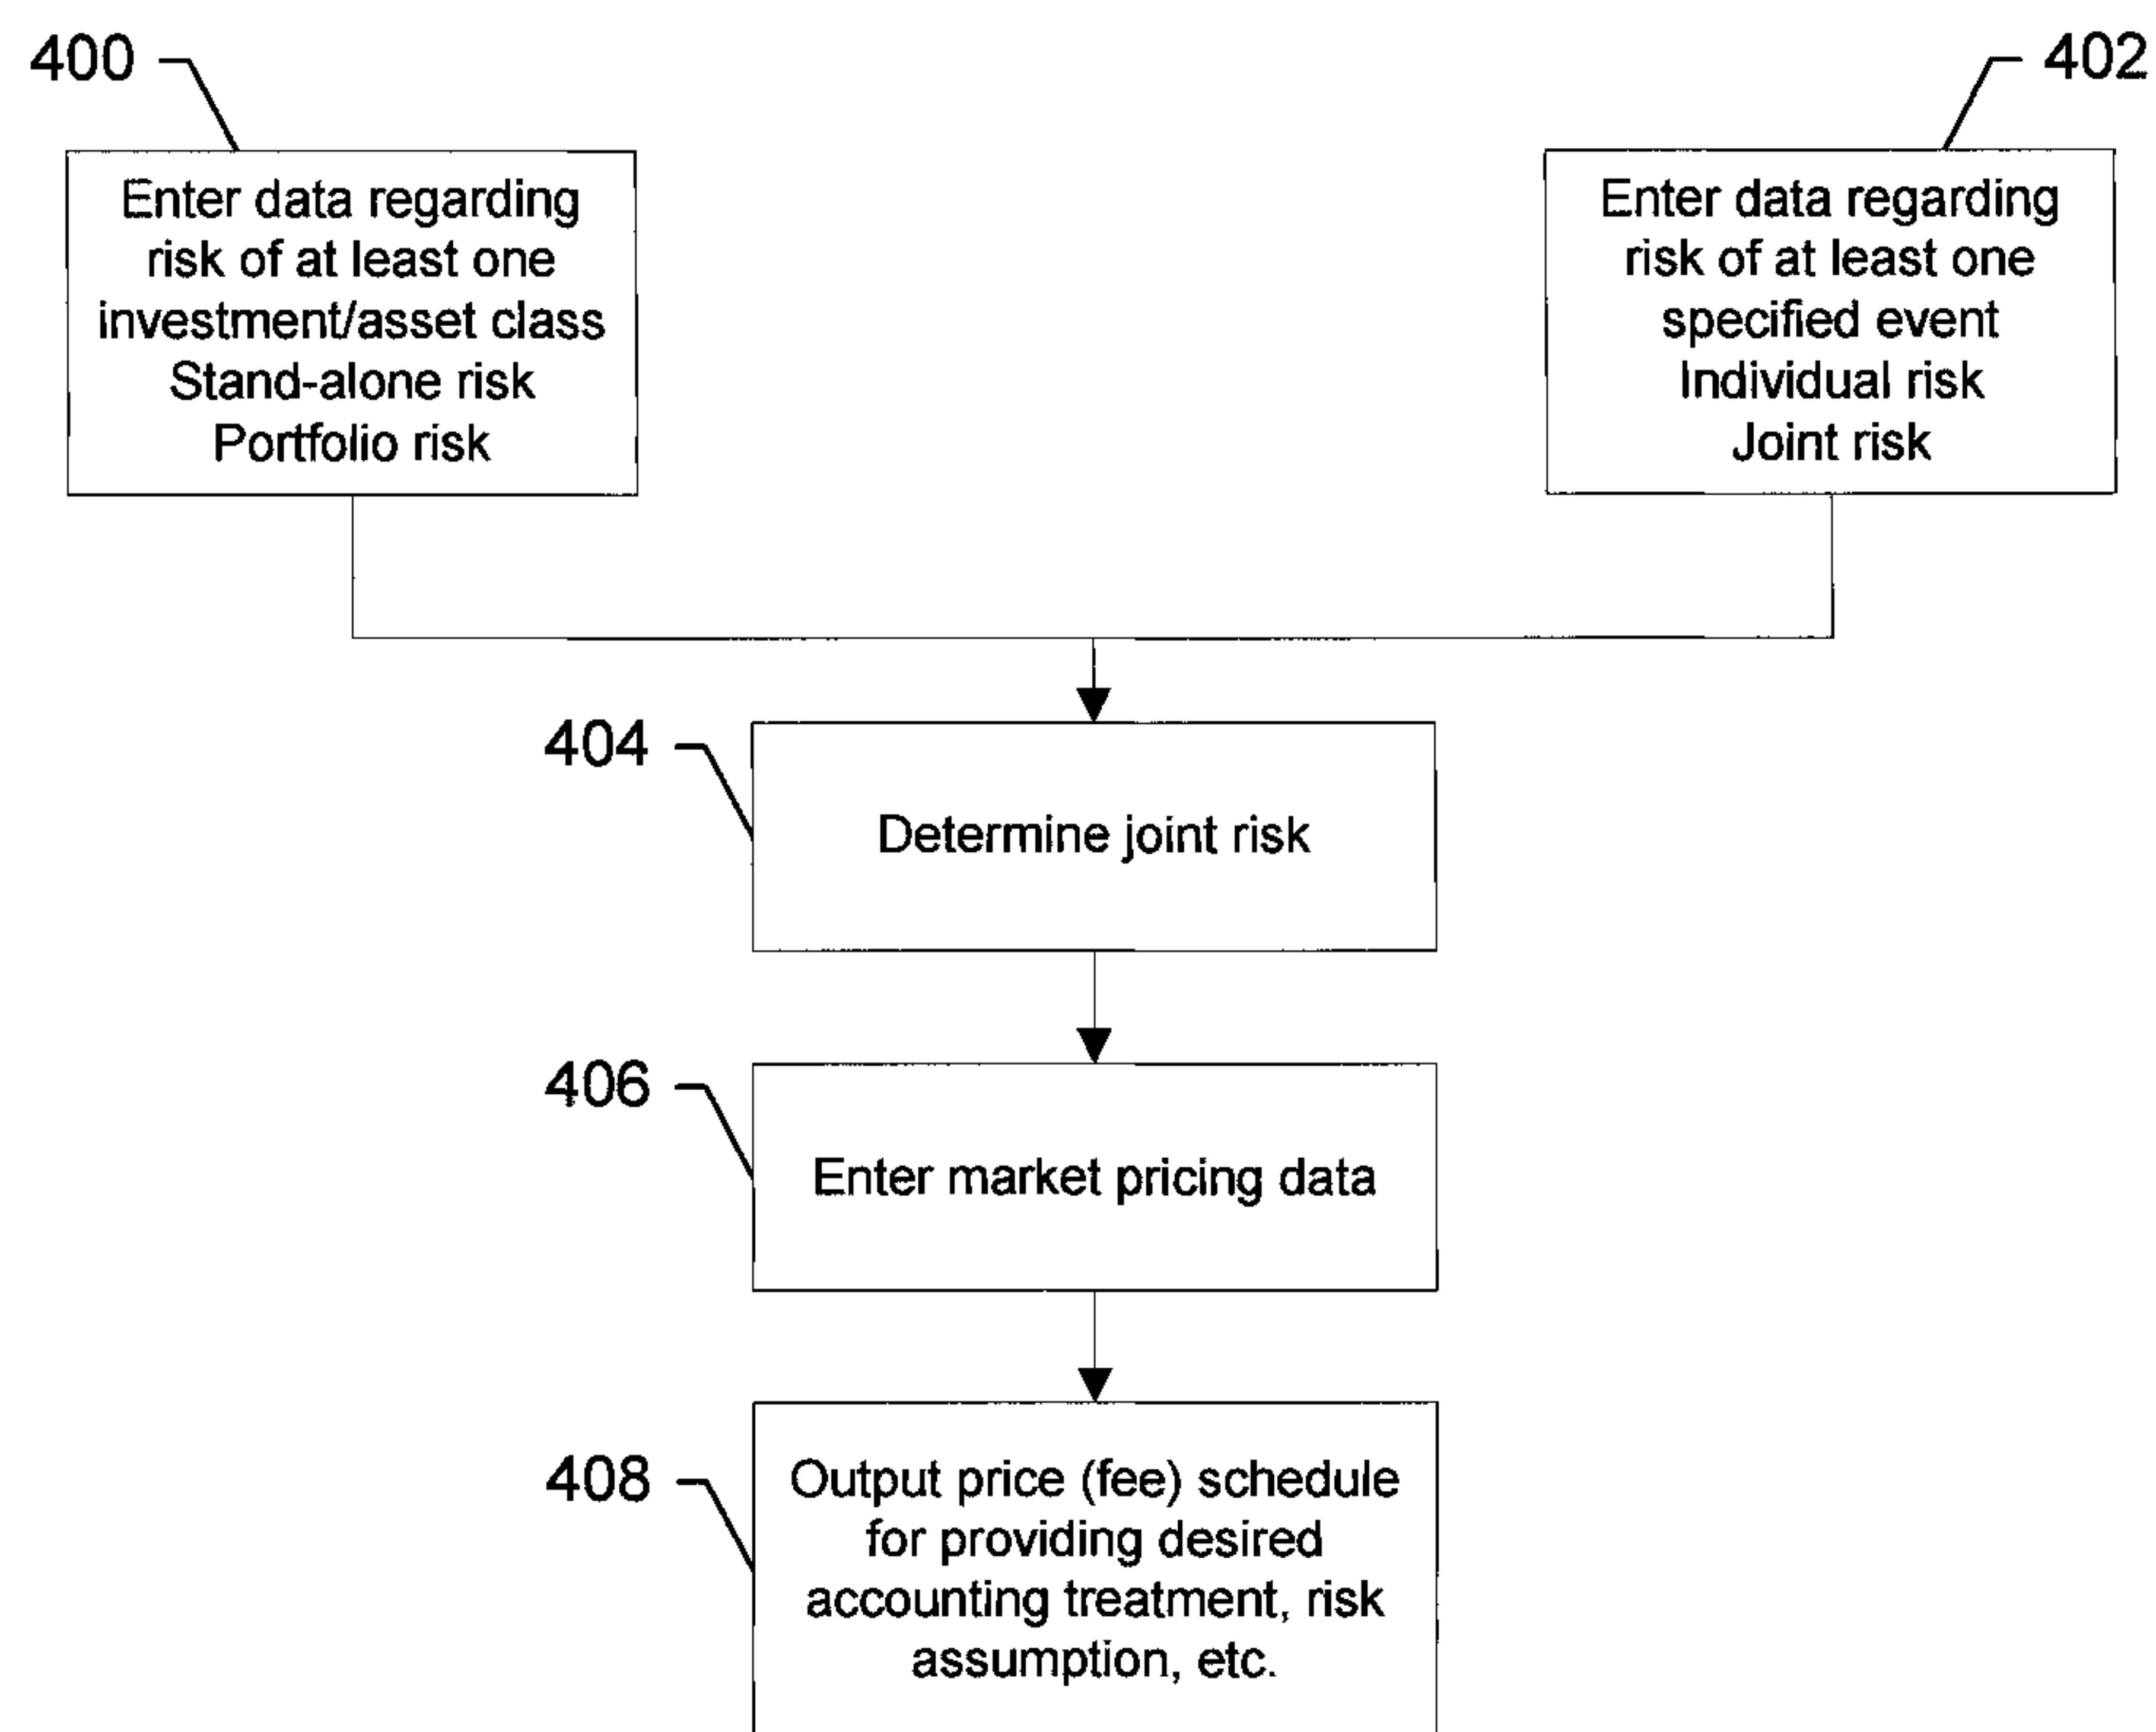 400
402
Enter data regarding
risk of at least one
investment/asset class
Stand-alone risk
Portfolio risk
Enter data regarding
risk of at least one
specified event
Individual risk
Joint risk
404
Determine joint risk
406
Enter market pricing data
408
Output price (fee) schedule
for providing desired
accounting treatment, risk
assumption, etc.